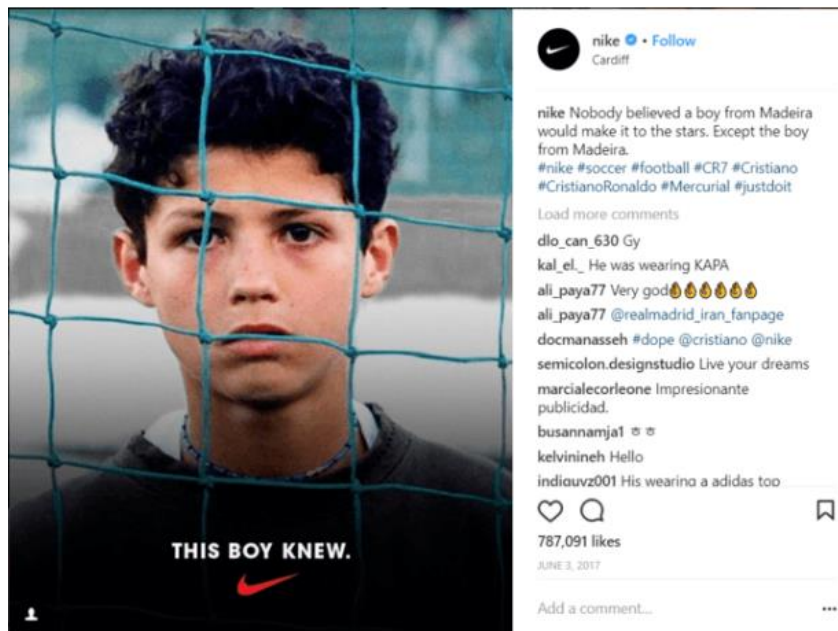 THIS BOY KNEW.
nike • Follow
Cardiff
nike Nobody believed a boy from Madeira
would make it to the stars. Except the boy
from Madeira.
#nike #soccer #football #CR7 #Cristiano
#CristianoRonaldo #Mercurial #justdoit
Load more comments
dlo_can_630 Gy
kal_el._ He was wearing KAPA
ali_paya77 Very god👌👌👌👌👌👌
ali_paya77 @realmadrid_iran_fanpage
docmanasseh #dope @cristiano @nike
semicolon.designstudio Live your dreams
marcialecorleone Impresionante
publicidad.
busannamja1 ㅎㅎ
kelvinineh Hello
indiguyz001 His wearing a adidas top
787,091 likes
JUNE 3, 2017
Add a comment...